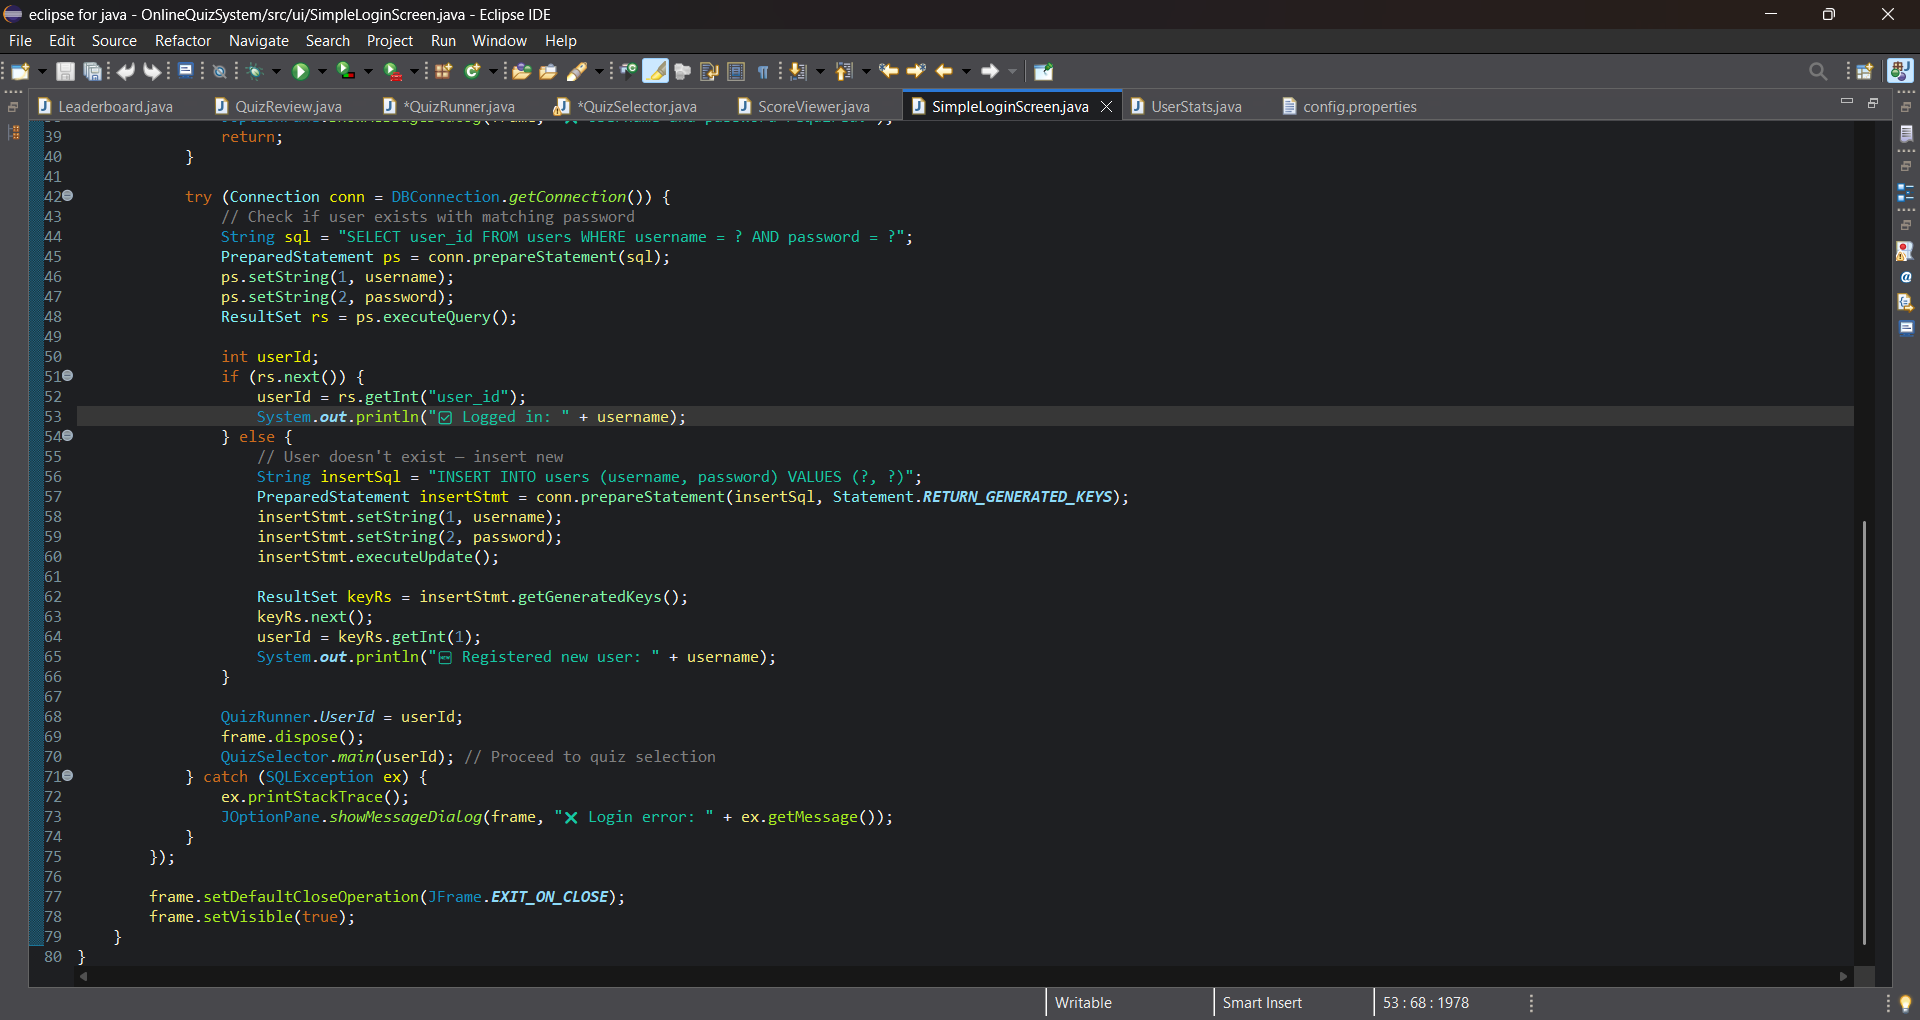 eclipse for java - OnlineQuizSystem/src/ui/SimpleLoginScreen.java - Eclipse IDE
File Edit Source Refactor Navigate Search Project Run Window Help
Leaderboard.java QuizReview.java *QuizRunner.java *QuizSelector.java ScoreViewer.java SimpleLoginScreen.java UserStats.java config.properties
39 return;
40 }
41
42 try (Connection conn = DBConnection.getConnection()) {
43 // Check if user exists with matching password
44 String sql = "SELECT user_id FROM users WHERE username = ? AND password = ?";
45 PreparedStatement ps = conn.prepareStatement(sql);
46 ps.setString(1, username);
47 ps.setString(2, password);
48 ResultSet rs = ps.executeQuery();
49
50 int userId;
51 if (rs.next()) {
52 userId = rs.getInt("user_id");
53 System.out.println("☑ Logged in: " + username);
54 } else {
55 // User doesn't exist — insert new
56 String insertSql = "INSERT INTO users (username, password) VALUES (?, ?)";
57 PreparedStatement insertStmt = conn.prepareStatement(insertSql, Statement.RETURN_GENERATED_KEYS);
58 insertStmt.setString(1, username);
59 insertStmt.setString(2, password);
60 insertStmt.executeUpdate();
61
62 ResultSet keyRs = insertStmt.getGeneratedKeys();
63 keyRs.next();
64 userId = keyRs.getInt(1);
65 System.out.println("🆕 Registered new user: " + username);
66 }
67
68 QuizRunner.UserId = userId;
69 frame.dispose();
70 QuizSelector.main(userId); // Proceed to quiz selection
71 } catch (SQLException ex) {
72 ex.printStackTrace();
73 JOptionPane.showMessageDialog(frame, "❌ Login error: " + ex.getMessage());
74 }
75 });
76
77 frame.setDefaultCloseOperation(JFrame.EXIT_ON_CLOSE);
78 frame.setVisible(true);
79 }
80 }
Writable Smart Insert 53 : 68 : 1978